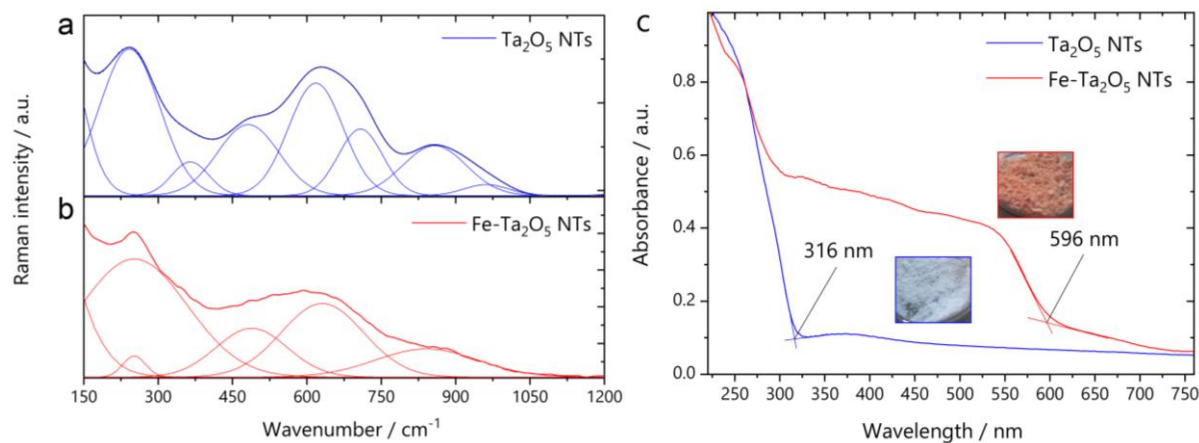 a
Ta₂O₅ NTs
b
Fe-Ta₂O₅ NTs
Raman intensity / a.u.
150 300 450 600 750 900 1050 1200
Wavenumber / cm⁻¹
c
Ta₂O₅ NTs
Fe-Ta₂O₅ NTs
0.8
0.6
0.4
0.2
0.0
Absorbance / a.u.
316 nm
596 nm
250 300 350 400 450 500 550 600 650 700 750
Wavelength / nm